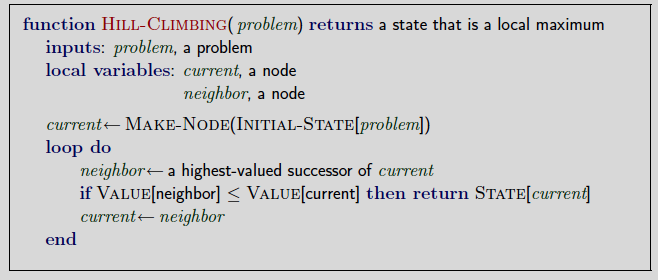 function HILL-CLIMBING( problem) returns a state that is a local maximum
inputs: problem, a problem
local variables: current, a node
neighbor, a node
current← MAKE-NODE(INITIAL-STATE[problem])
loop do
neighbor← a highest-valued successor of current
if VALUE[neighbor] ≤ VALUE[current] then return STATE[current]
current← neighbor
end